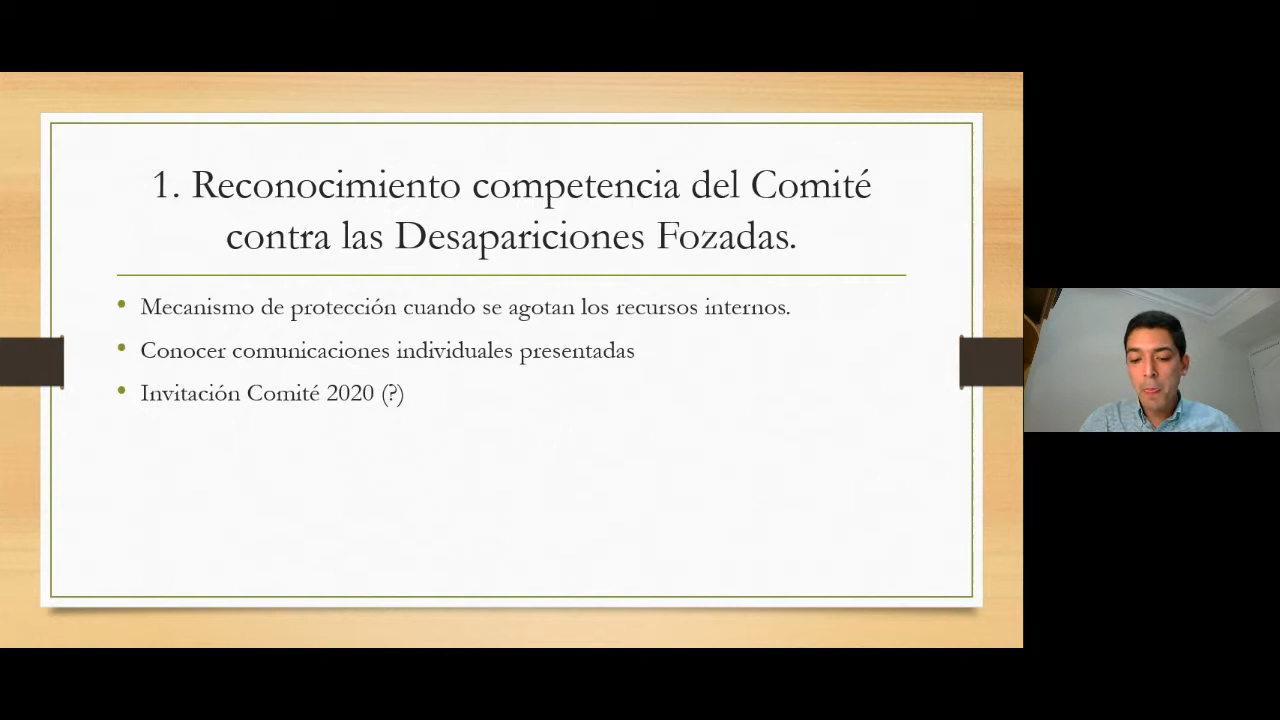 1. Reconocimiento competencia del Comité
contra las Desapariciones Fozadas.
• Mecanismo de protección cuando se agotan los recursos internos.
• Conocer comunicaciones individuales presentadas
• Invitación Comité 2020 (?)